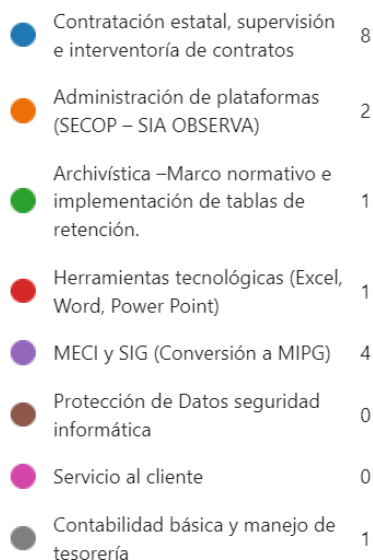 Contratación estatal, supervisión
e interventoría de contratos
8
Administración de plataformas
(SECOP – SIA OBSERVA)
2
Archivística –Marco normativo e
implementación de tablas de
retención.
1
Herramientas tecnológicas (Excel,
Word, Power Point)
1
MECI y SIG (Conversión a MIPG)
4
Protección de Datos seguridad
informática
0
Servicio al cliente
0
Contabilidad básica y manejo de
tesorería
1